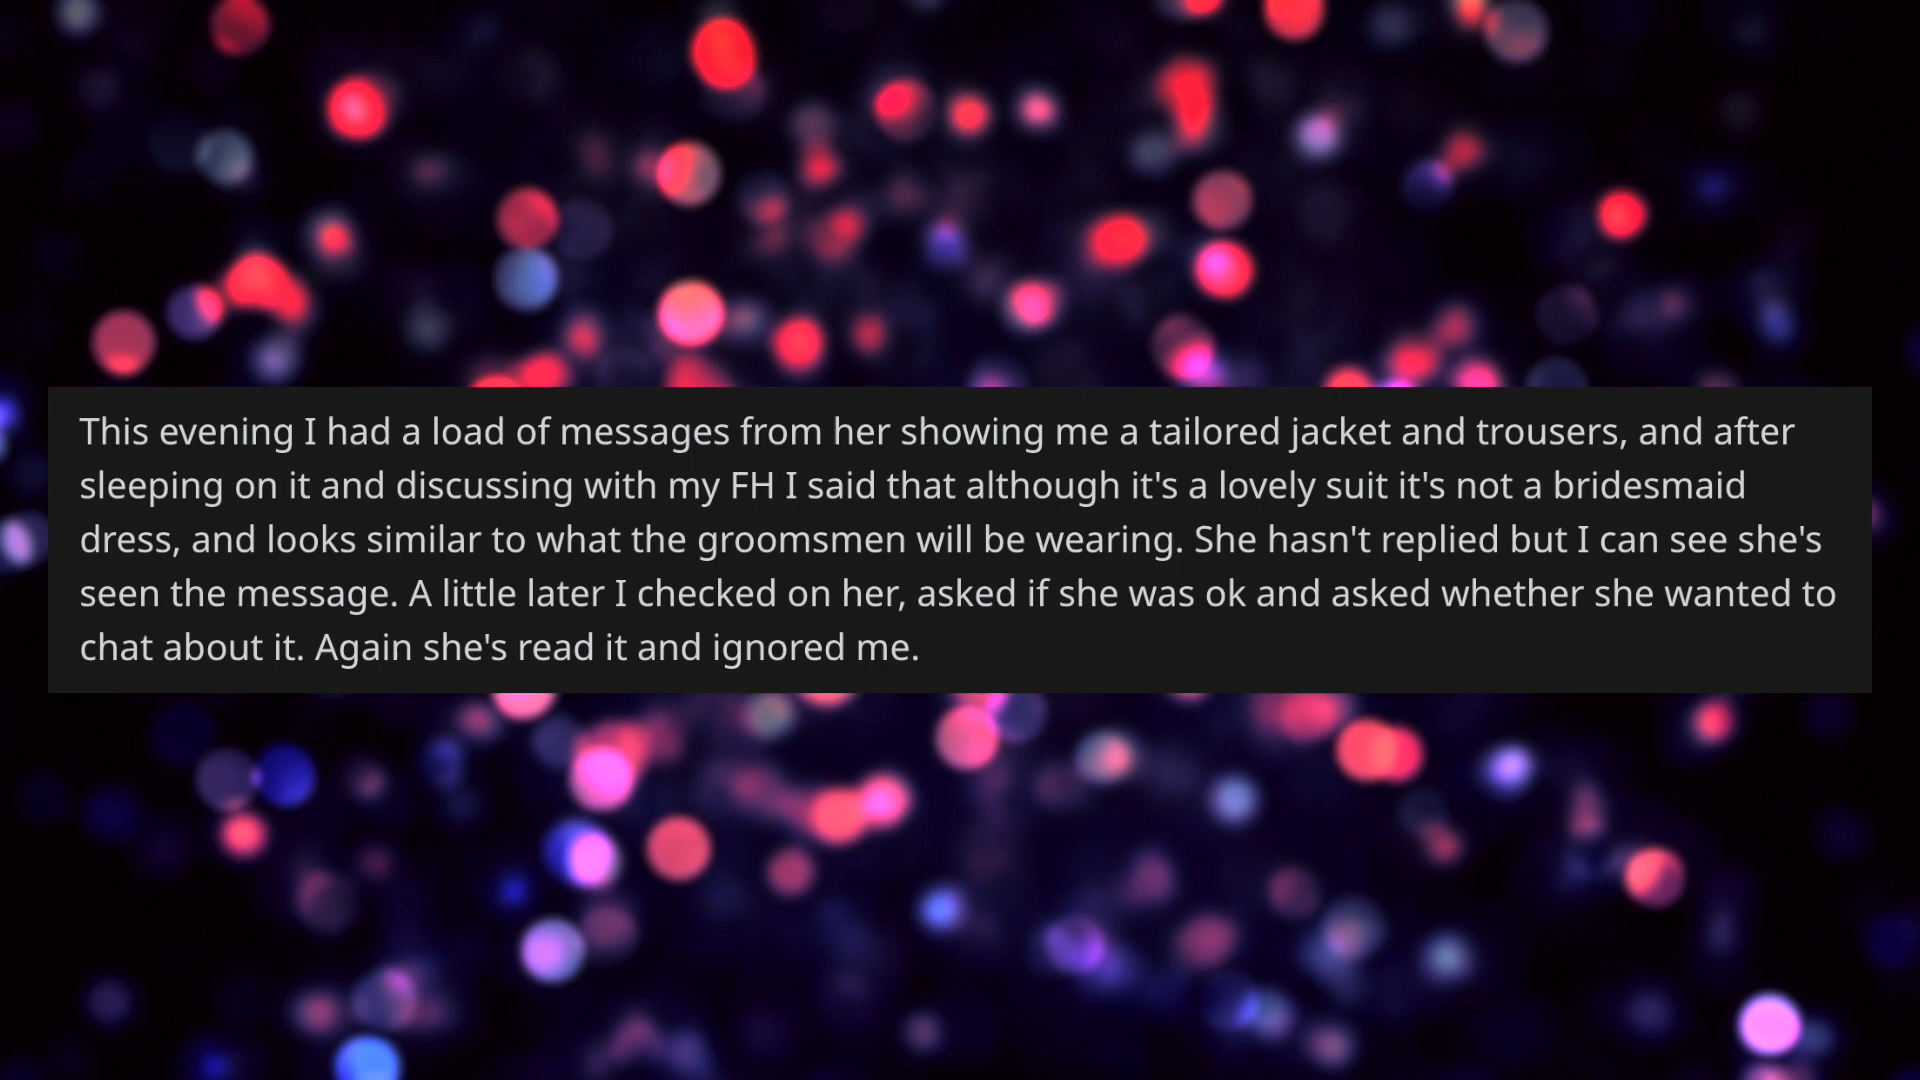 This evening I had a load of messages from her showing me a tailored jacket and trousers, and after
sleeping on it and discussing with my FH I said that although it's a lovely suit it's not a bridesmaid
dress, and looks similar to what the groomsmen will be wearing. She hasn't replied but I can see she's
seen the message. A little later I checked on her, asked if she was ok and asked whether she wanted to
chat about it. Again she's read it and ignored me.